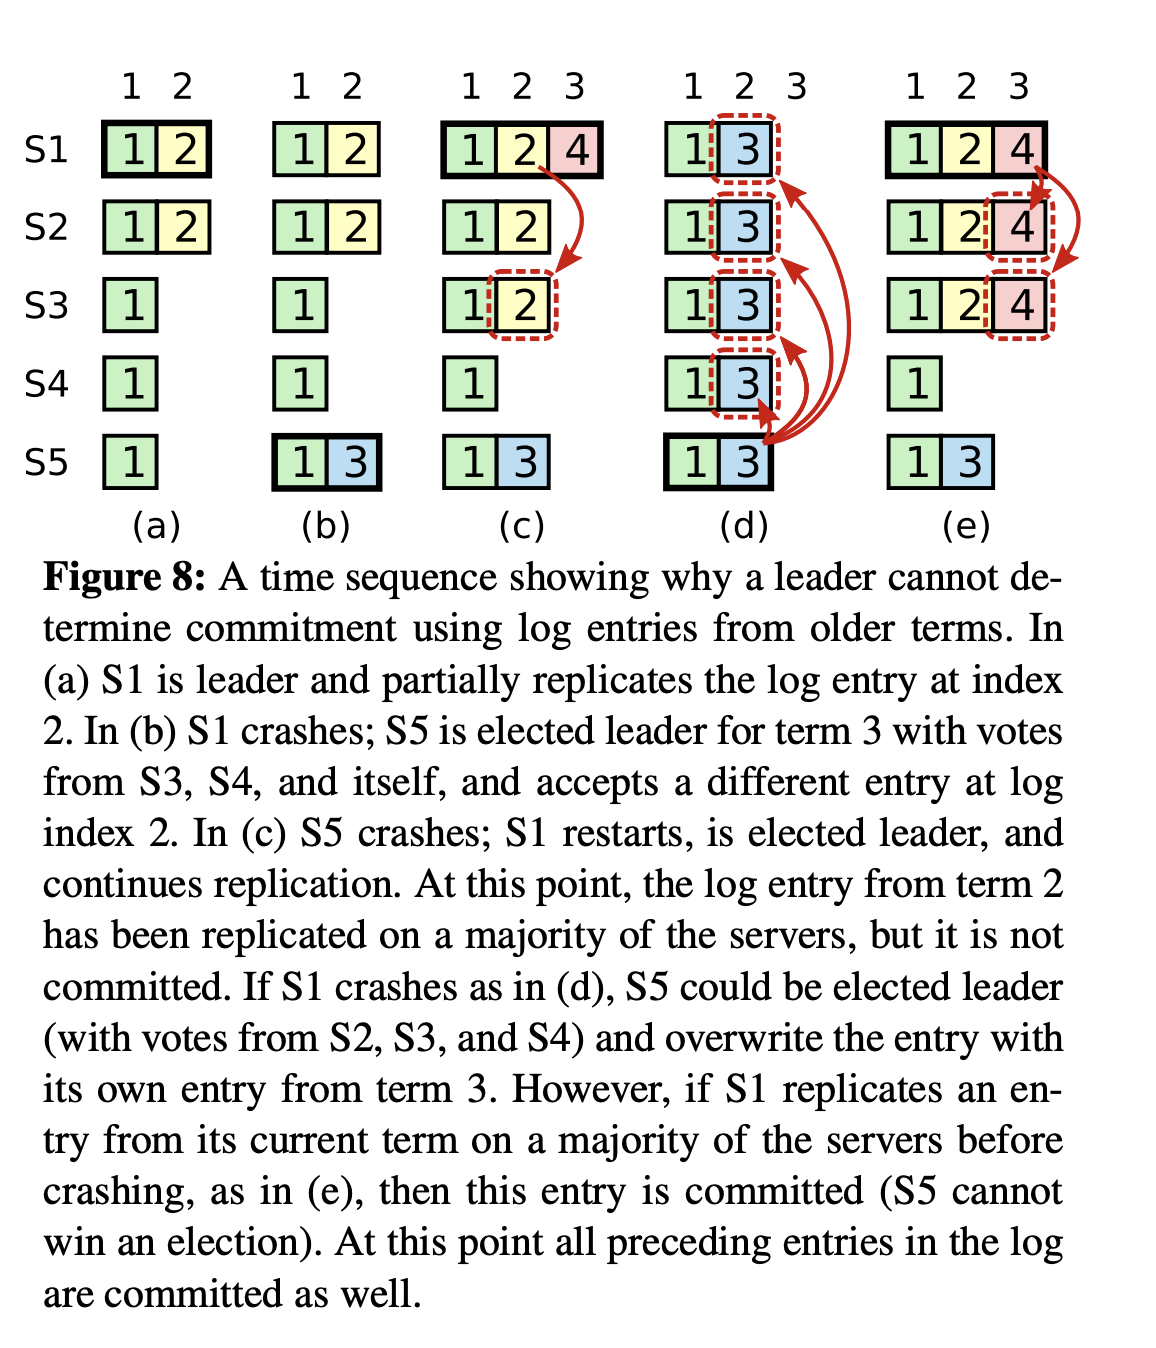 1 2 1 2 1 2 3 1 2 3 1 2 3
S1 1 2 1 2 1 2 4 1 3 1 2 4
S2 1 2 1 2 1 2 1 3 1 2 4
S3 1 1 1 2 1 3 1 2 4
S4 1 1 1 1 3 1
S5 1 1 3 1 3 1 3 1 3
(a) (b) (c) (d) (e)
Figure 8: A time sequence showing why a leader cannot de-
termine commitment using log entries from older terms. In
(a) S1 is leader and partially replicates the log entry at index
2. In (b) S1 crashes; S5 is elected leader for term 3 with votes
from S3, S4, and itself, and accepts a different entry at log
index 2. In (c) S5 crashes; S1 restarts, is elected leader, and
continues replication. At this point, the log entry from term 2
has been replicated on a majority of the servers, but it is not
committed. If S1 crashes as in (d), S5 could be elected leader
(with votes from S2, S3, and S4) and overwrite the entry with
its own entry from term 3. However, if S1 replicates an en-
try from its current term on a majority of the servers before
crashing, as in (e), then this entry is committed (S5 cannot
win an election). At this point all preceding entries in the log
are committed as well.